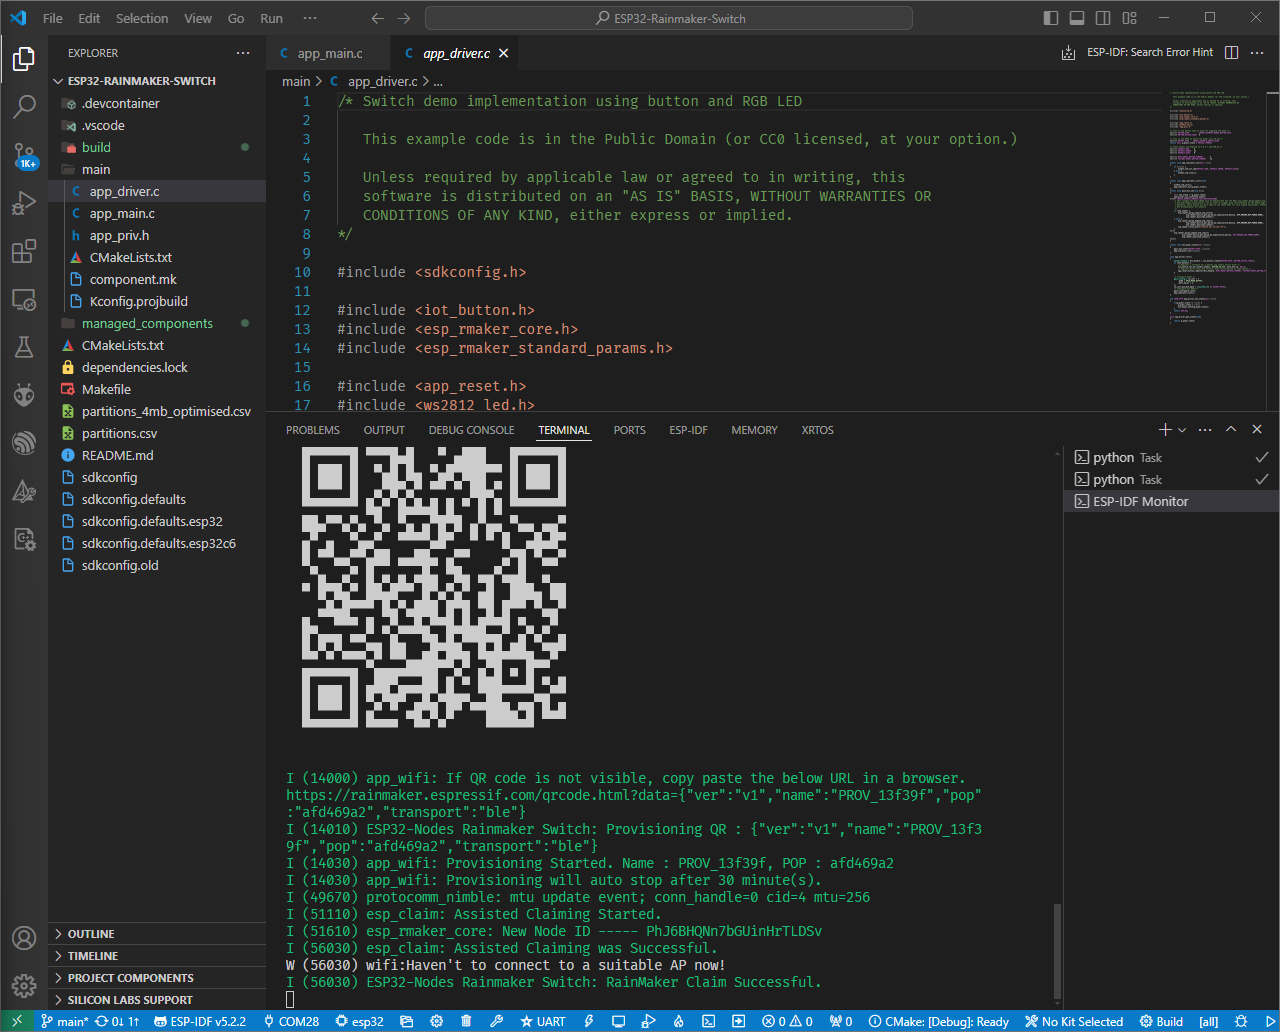 File Edit Selection View Go Run ··· ESP32-Rainmaker-Switch
EXPLORER ···
ESP32-RAINMAKER-SWITCH
.devcontainer
.vscode
build
main
C app_driver.c
C app_main.c
h app_priv.h
CMakeLists.txt
component.mk
Kconfig.projbuild
managed_components
CMakeLists.txt
dependencies.lock
Makefile
partitions_4mb_optimised.csv
partitions.csv
README.md
sdkconfig
sdkconfig.defaults
sdkconfig.defaults.esp32
sdkconfig.defaults.esp32c6
sdkconfig.old
OUTLINE
TIMELINE
PROJECT COMPONENTS
SILICON LABS SUPPORT
1K+
C app_main.c C app_driver.c ESP-IDF: Search Error Hint ···
main > C app_driver.c > ...
1 /* Switch demo implementation using button and RGB LED
2
3 This example code is in the Public Domain (or CC0 licensed, at your option.)
4
5 Unless required by applicable law or agreed to in writing, this
6 software is distributed on an "AS IS" BASIS, WITHOUT WARRANTIES OR
7 CONDITIONS OF ANY KIND, either express or implied.
8 */
9
10 #include <sdkconfig.h>
11
12 #include <iot_button.h>
13 #include <esp_rmaker_core.h>
14 #include <esp_rmaker_standard_params.h>
15
16 #include <app_reset.h>
17 #include <ws2812_led.h>
PROBLEMS OUTPUT DEBUG CONSOLE TERMINAL PORTS ESP-IDF MEMORY XRTOS
python Task
python Task
ESP-IDF Monitor
I (14000) app_wifi: If QR code is not visible, copy paste the below URL in a browser.
https://rainmaker.espressif.com/qrcode.html?data={"ver":"v1","name":"PROV_13f39f","pop"
:"afd469a2","transport":"ble"}
I (14010) ESP32-Nodes Rainmaker Switch: Provisioning QR : {"ver":"v1","name":"PROV_13f3
9f","pop":"afd469a2","transport":"ble"}
I (14030) app_wifi: Provisioning Started. Name : PROV_13f39f, POP : afd469a2
I (14030) app_wifi: Provisioning will auto stop after 30 minute(s).
I (49670) protocomm_nimble: mtu update event; conn_handle=0 cid=4 mtu=256
I (51110) esp_claim: Assisted Claiming Started.
I (51610) esp_rmaker_core: New Node ID ----- PhJ6BHQNn7bGUinHrTLDSv
I (56030) esp_claim: Assisted Claiming was Successful.
W (56030) wifi:Haven't to connect to a suitable AP now!
I (56030) ESP32-Nodes Rainmaker Switch: RainMaker Claim Successful.
main* 0↓ 1↑ ESP-IDF v5.2.2 COM28 esp32 UART 0 0 0 CMake: [Debug]: Ready No Kit Selected Build [all]